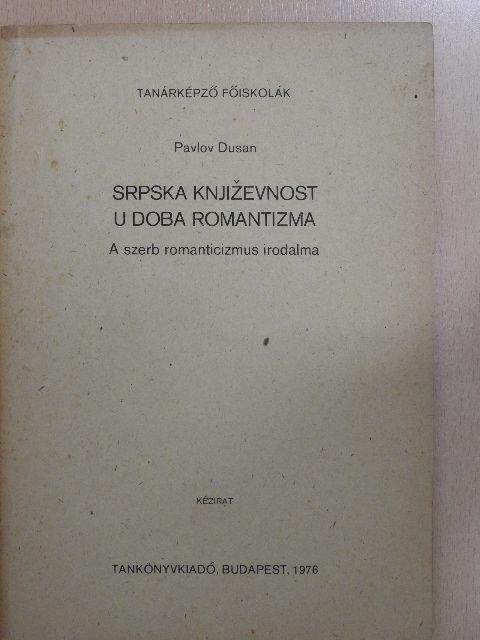 TANÁRKÉPZŐ FŐISKOLÁK
Pavlov Dusan
SRPSKA KNJIŽEVNOST
U DOBA ROMANTIZMA
A szerb romanticizmus irodalma
KÉZIRAT
TANKÖNYVKIADÓ, BUDAPEST, 1976